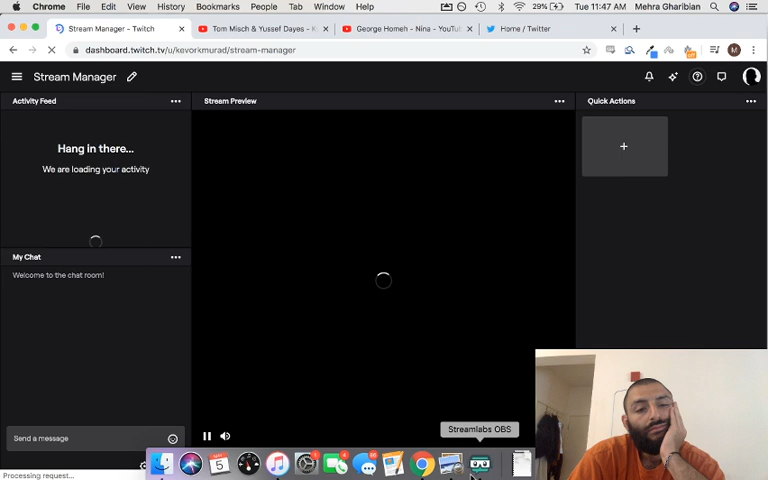 Chrome File Edit View History Bookmarks People Tab Window Help 29% Tue 11:47 AM Mehra Gharibian
Stream Manager - Twitch
Tom Misch & Yussef Dayes - K
George Homeh - Nina - YouTu
Home / Twitter
dashboard.twitch.tv/u/kevorkmurad/stream-manager
M
Stream Manager
Activity Feed
Stream Preview
Quick Actions
Hang in there...
We are loading your activity
My Chat
Welcome to the chat room!
Send a message
Streamlabs OBS
5
Processing request...